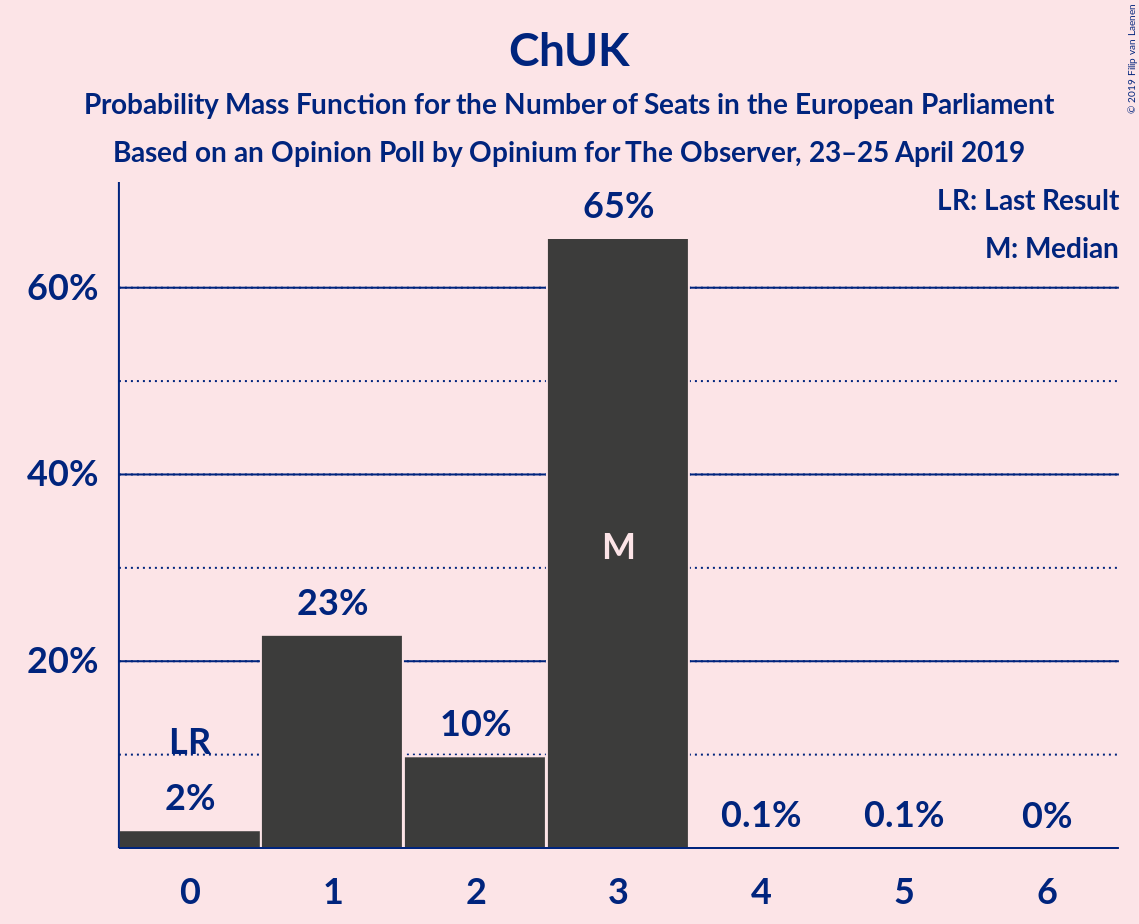 ChUK
Probability Mass Function for the Number of Seats in the European Parliament
Based on an Opinion Poll by Opinium for The Observer, 23–25 April 2019
© 2019 Filip van Laenen
LR: Last Result
M: Median
65%
60%
40%
M
23%
20%
10%
LR
2%
0.1%
0.1%
0%
0 1 2 3 4 5 6